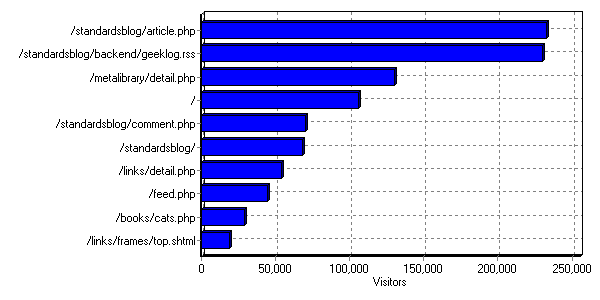 /standardsblog/article.php
/standardsblog/backend/geeklog.rss
/metalibrary/detail.php
/
/standardsblog/comment.php
/standardsblog/
/links/detail.php
/feed.php
/books/cats.php
/links/frames/top.shtml
0 50,000 100,000 150,000 200,000 250,000
Visitors